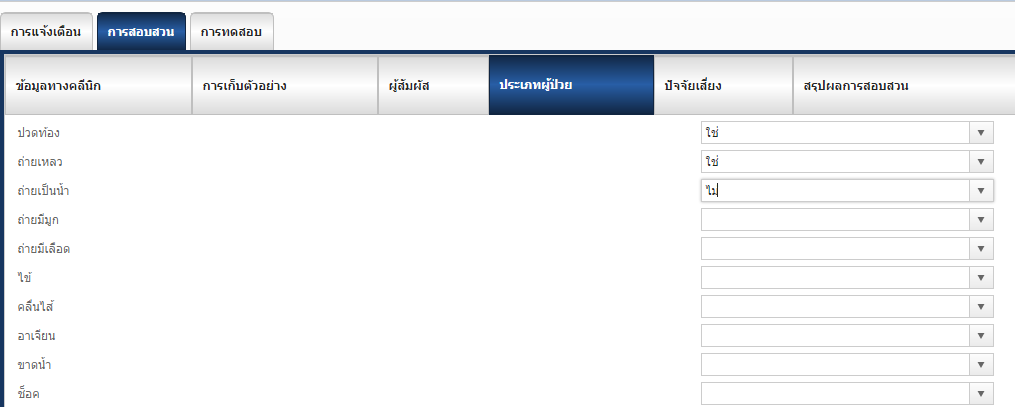 การแจ้งเตือน การสอบสวน การทดสอบ
ข้อมูลทางคลีนิก การเก็บตัวอย่าง ผู้สัมผัส ประเภทผู้ป่วย ปัจจัยเสี่ยง สรุปผลการสอบสวน
ปวดท้อง ใช่
ถ่ายเหลว ใช่
ถ่ายเป็นน้ำ ไม่
ถ่ายมีมูก
ถ่ายมีเลือด
ไข้
คลื่นไส้
อาเจียน
ขาดน้ำ
ช็อค